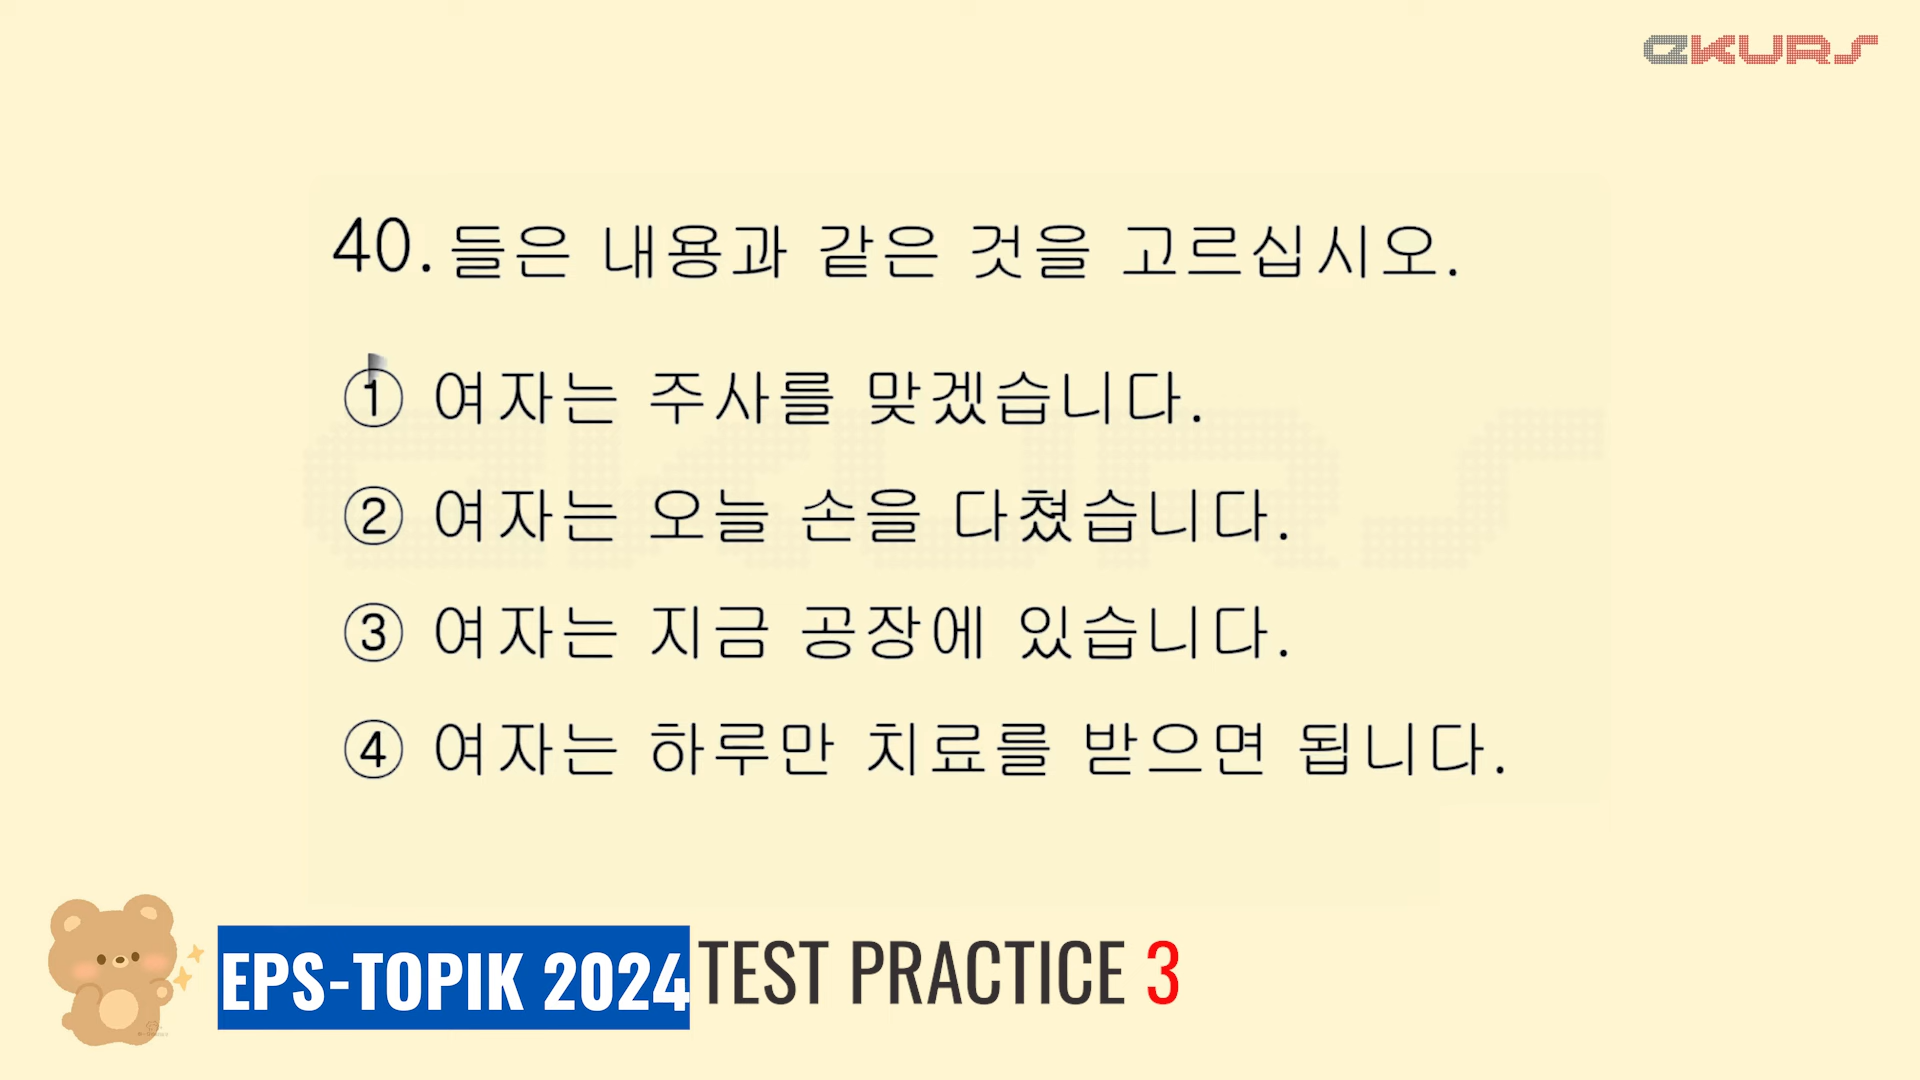 eKURS
40. 들은 내용과 같은 것을 고르십시오.
① 여자는 주사를 맞겠습니다.
② 여자는 오늘 손을 다쳤습니다.
③ 여자는 지금 공장에 있습니다.
④ 여자는 하루만 치료를 받으면 됩니다.
EPS-TOPIK 2024 TEST PRACTICE 3